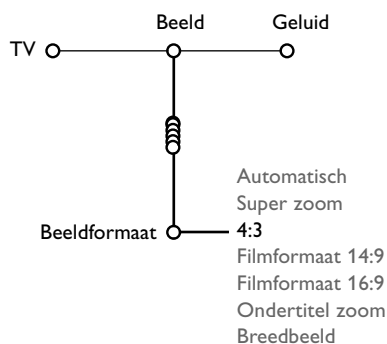 Beeld Geluid
TV
Automatisch
Super zoom
Beeldformaat 4:3
Filmformaat 14:9
Filmformaat 16:9
Ondertitel zoom
Breedbeeld